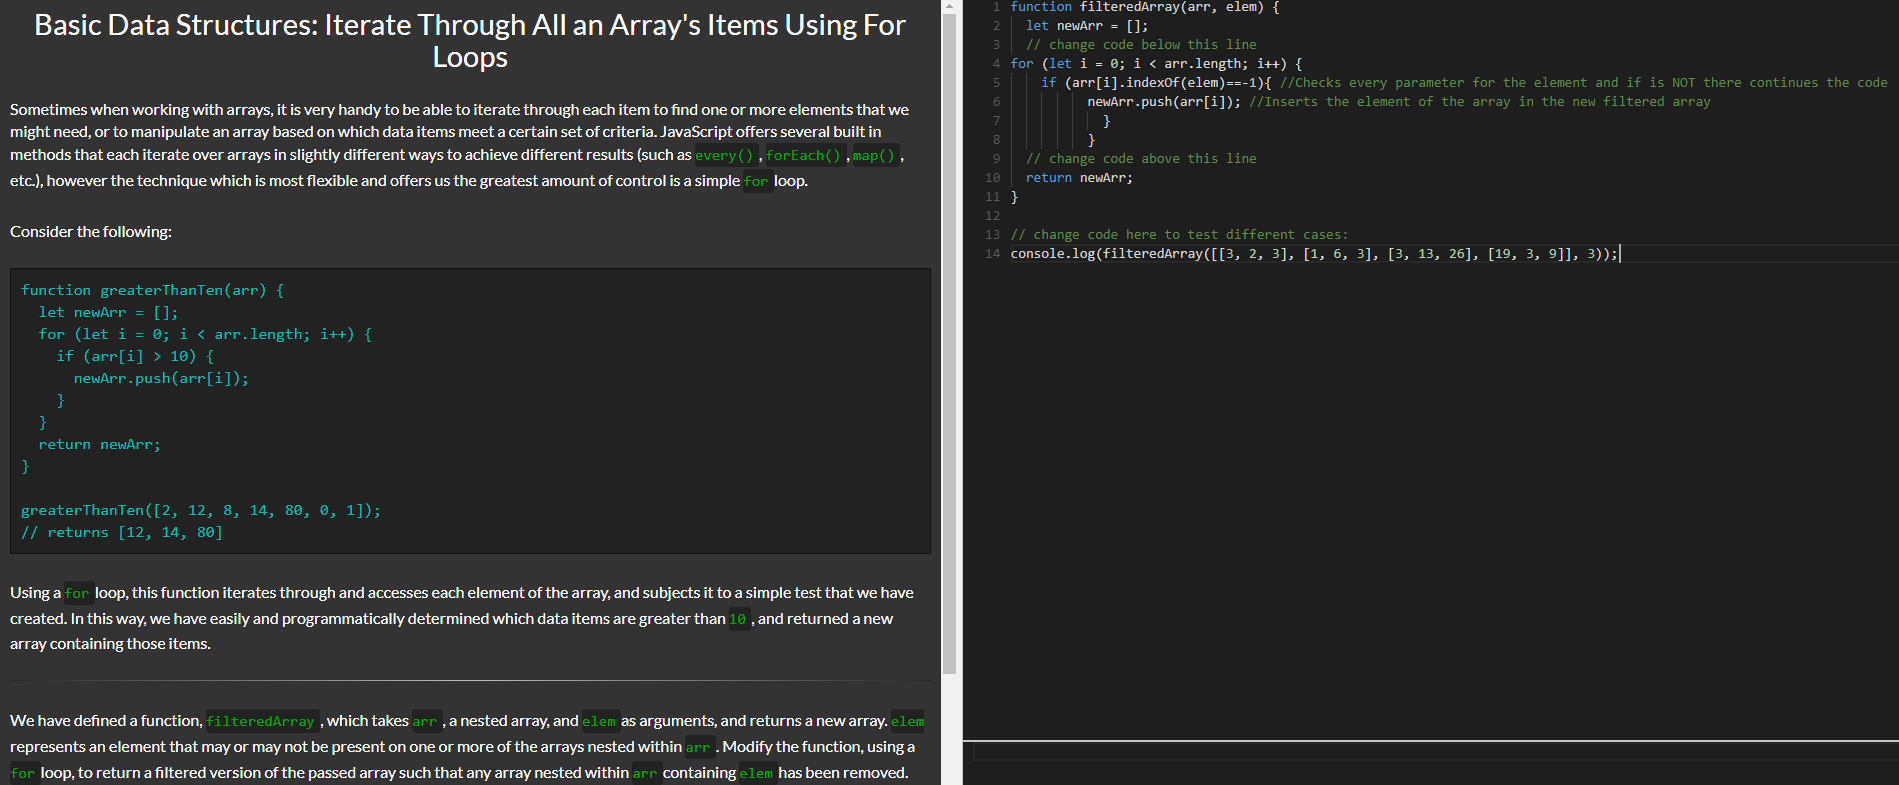 Basic Data Structures: Iterate Through All an Array's Items Using For
Loops
Sometimes when working with arrays, it is very handy to be able to iterate through each item to find one or more elements that we
might need, or to manipulate an array based on which data items meet a certain set of criteria. JavaScript offers several built in
methods that each iterate over arrays in slightly different ways to achieve different results (such as every() , forEach() , map() ,
etc.), however the technique which is most flexible and offers us the greatest amount of control is a simple for loop.
Consider the following:
function greaterThanTen(arr) {
  let newArr = [];
  for (let i = 0; i < arr.length; i++) {
    if (arr[i] > 10) {
      newArr.push(arr[i]);
    }
  }
  return newArr;
}
greaterThanTen([2, 12, 8, 14, 80, 0, 1]);
// returns [12, 14, 80]
Using a for loop, this function iterates through and accesses each element of the array, and subjects it to a simple test that we have
created. In this way, we have easily and programmatically determined which data items are greater than 10 , and returned a new
array containing those items.
We have defined a function, filteredArray , which takes arr , a nested array, and elem as arguments, and returns a new array. elem
represents an element that may or may not be present on one or more of the arrays nested within arr . Modify the function, using a
for loop, to return a filtered version of the passed array such that any array nested within arr containing elem has been removed.
1 function filteredArray(arr, elem) {
2   let newArr = [];
3   // change code below this line
4 for (let i = 0; i < arr.length; i++) {
5     if (arr[i].indexOf(elem)==-1){ //Checks every parameter for the element and if is NOT there continues the code
6           newArr.push(arr[i]); //Inserts the element of the array in the new filtered array
7             }
8           }
9   // change code above this line
10   return newArr;
11 }
12
13 // change code here to test different cases:
14 console.log(filteredArray([[3, 2, 3], [1, 6, 3], [3, 13, 26], [19, 3, 9]], 3));